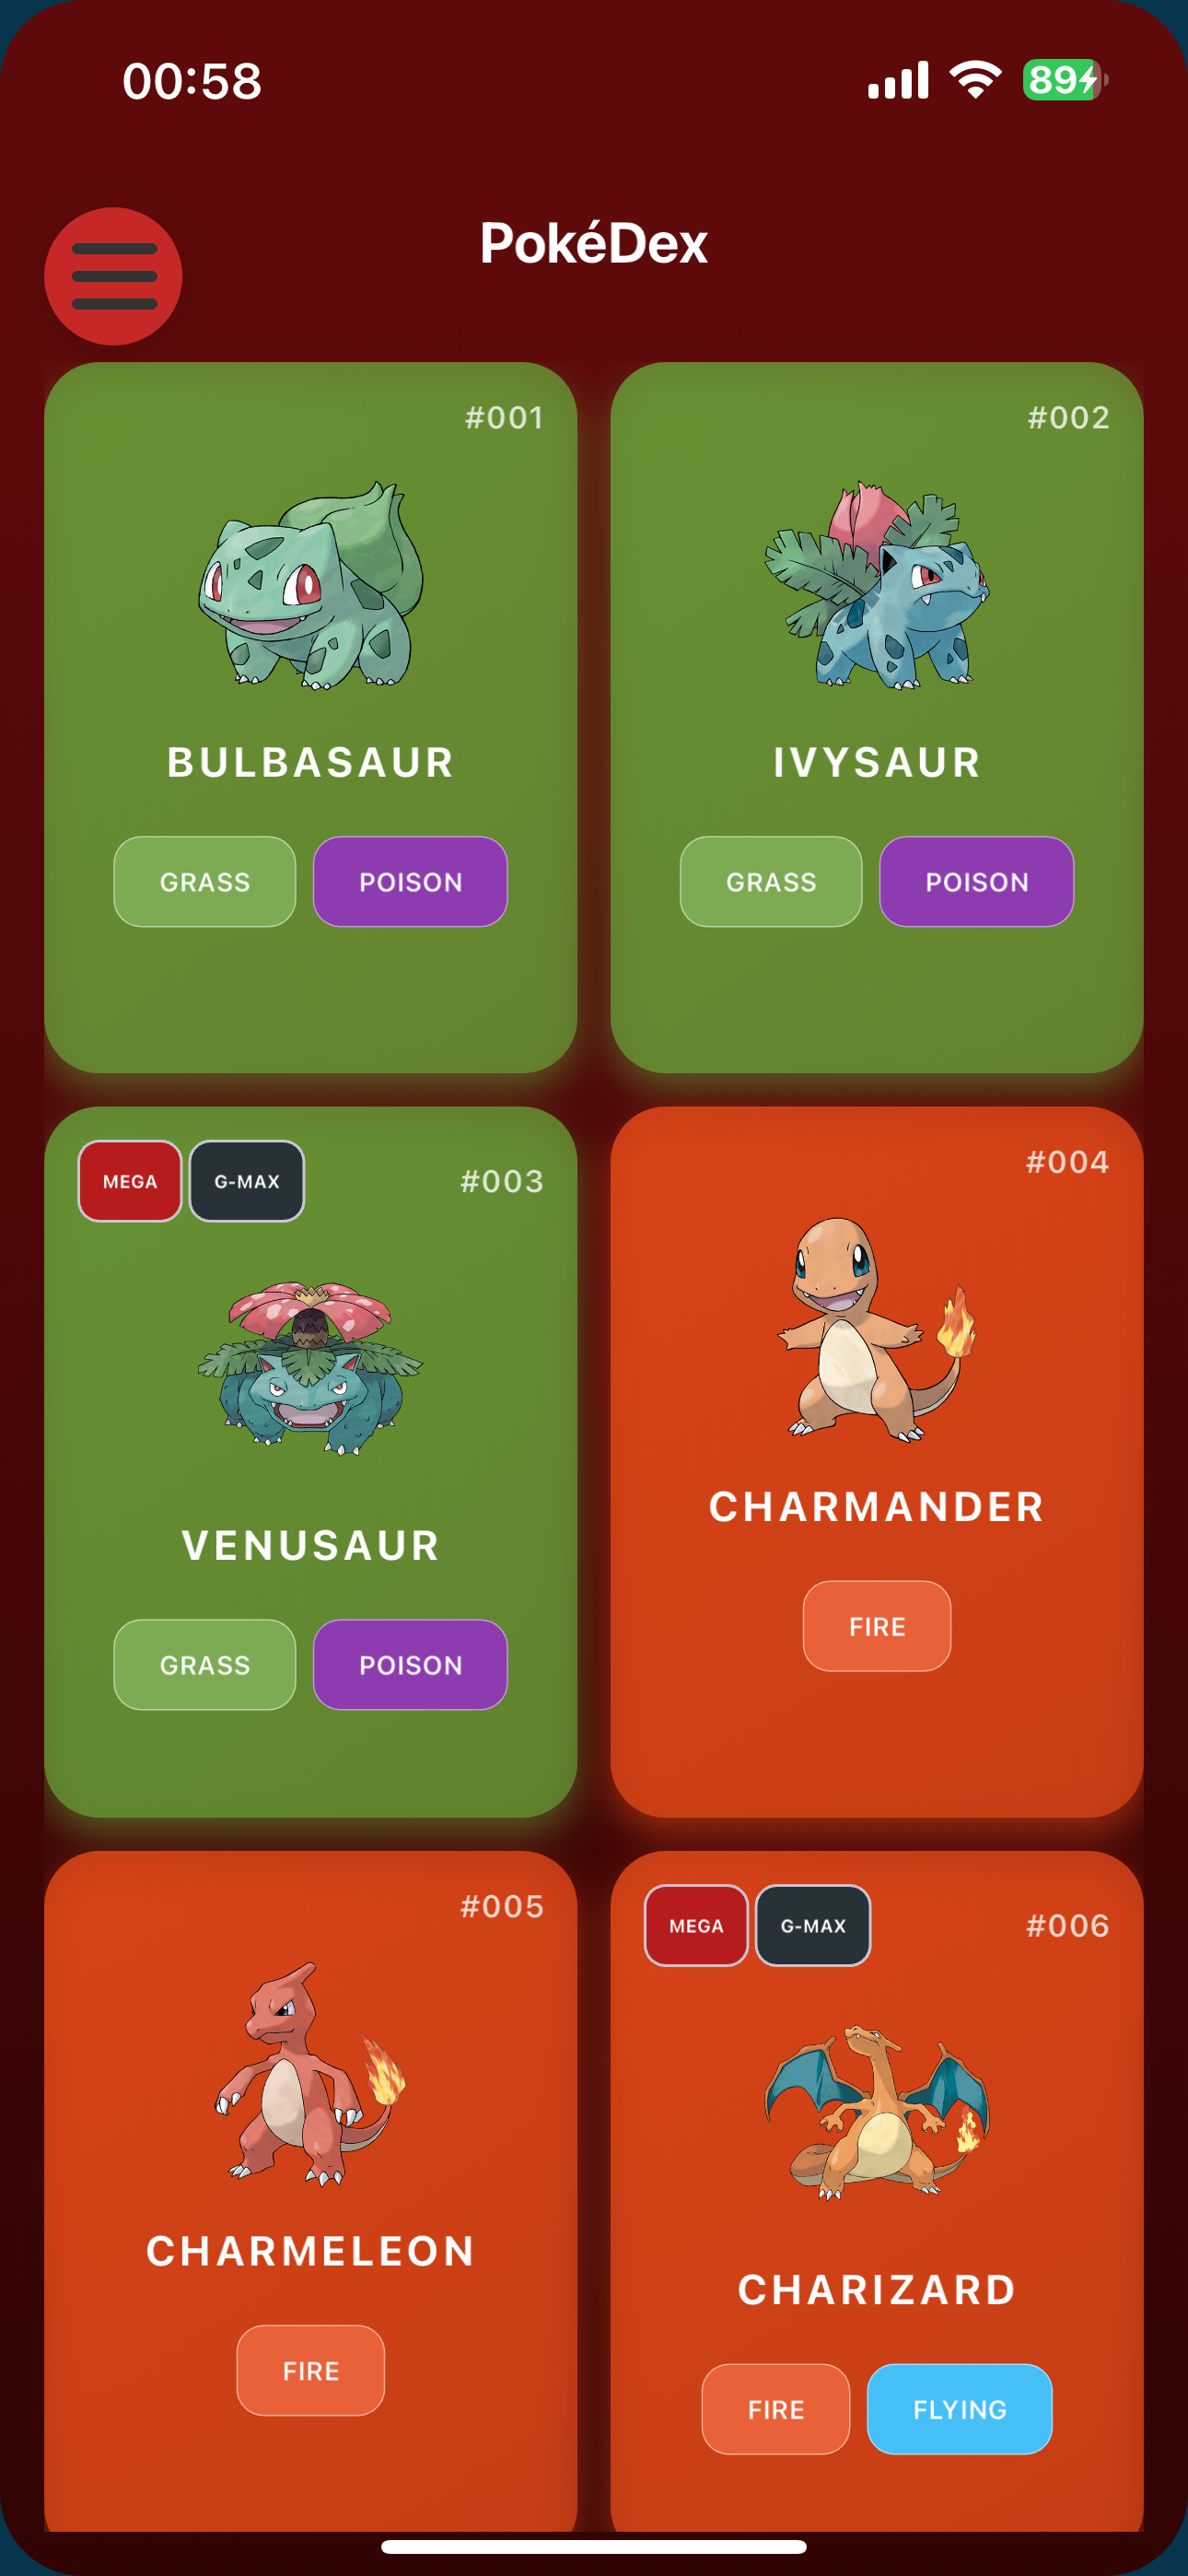 00:58
89
PokéDex
#001
BULBASAUR
GRASS POISON
#002
IVYSAUR
GRASS POISON
MEGA G-MAX #003
VENUSAUR
GRASS POISON
#004
CHARMANDER
FIRE
#005
CHARMELEON
FIRE
MEGA G-MAX #006
CHARIZARD
FIRE FLYING